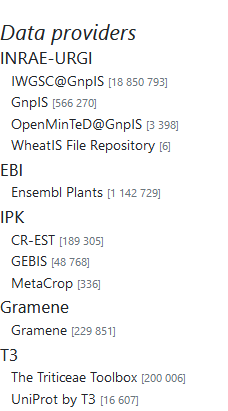 Data providers
INRAE-URGI
IWGSC@GnpIS [18 850 793]
GnpIS [566 270]
OpenMinTeD@GnpIS [3 398]
WheatIS File Repository [6]
EBI
Ensembl Plants [1 142 729]
IPK
CR-EST [189 305]
GEBIS [48 768]
MetaCrop [336]
Gramene
Gramene [229 851]
T3
The Triticeae Toolbox [200 006]
UniProt by T3 [16 607]